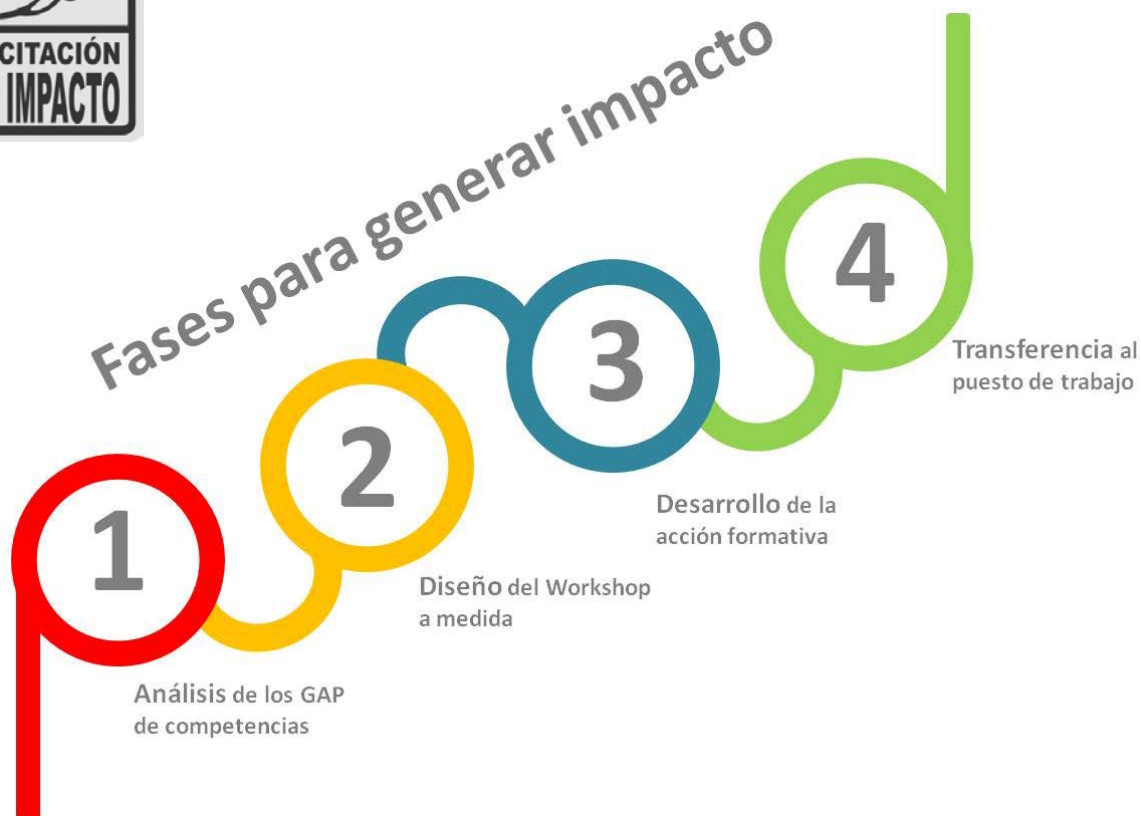 CITACIÓN
IMPACTO
Fases para generar impacto
1
Análisis de los GAP
de competencias
2
Diseño del Workshop
a medida
3
Desarrollo de la
acción formativa
4
Transferencia al
puesto de trabajo